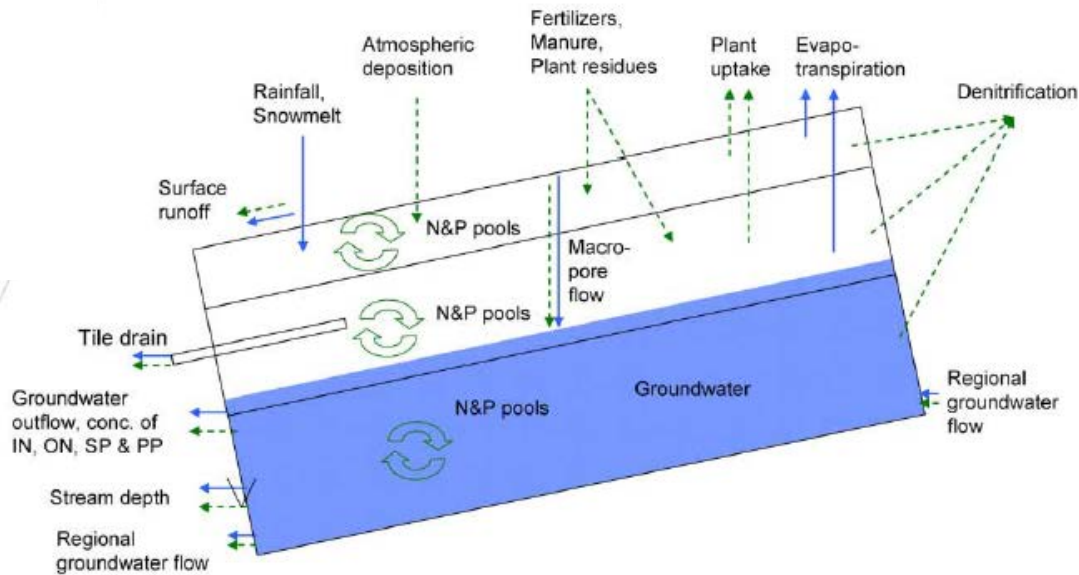 Fertilizers,
Manure,
Plant residues
Atmospheric
deposition
Plant
uptake
Evapo-
transpiration
Denitrification
Rainfall,
Snowmelt
Surface
runoff
N&P pools
Macro-
pore
flow
N&P pools
Tile drain
Groundwater
outflow, conc. of
IN, ON, SP & PP
N&P pools
Groundwater
Regional
groundwater
flow
Stream depth
Regional
groundwater flow